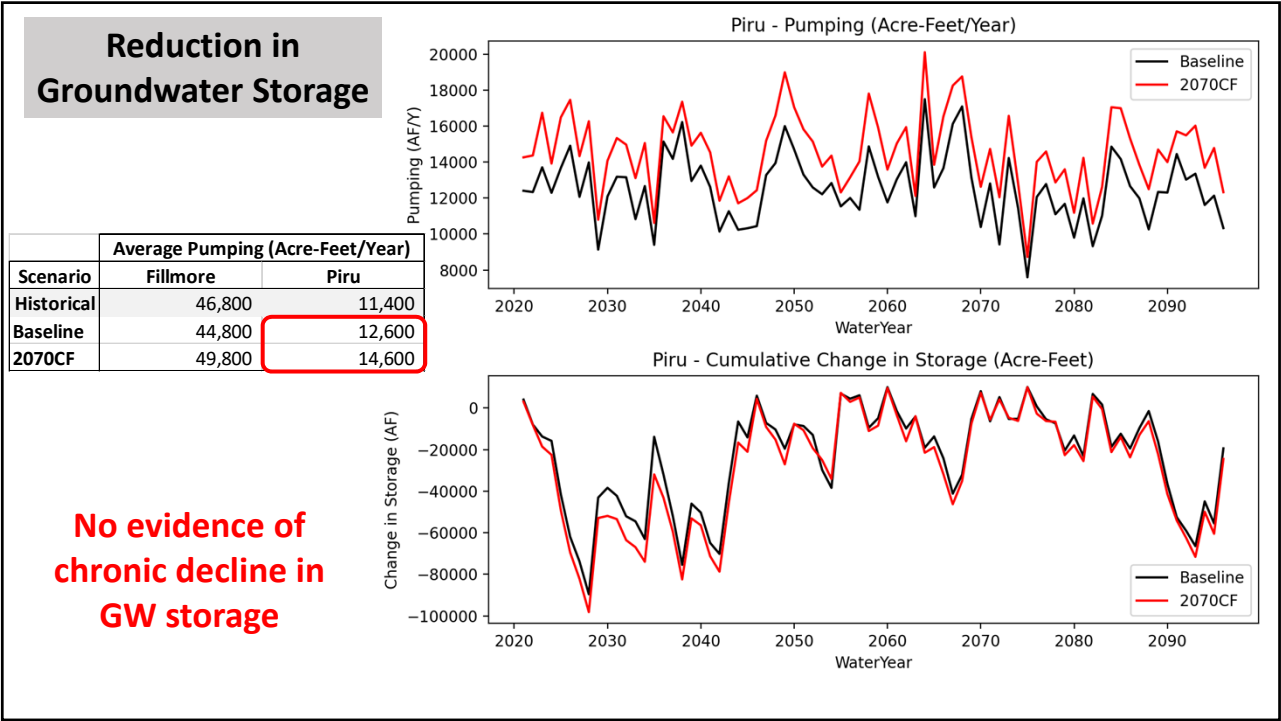 Reduction in
Groundwater Storage
Average Pumping (Acre-Feet/Year)
Scenario Fillmore Piru
Historical 46,800 11,400
Baseline 44,800 12,600
2070CF 49,800 14,600
No evidence of
chronic decline in
GW storage
Piru - Pumping (Acre-Feet/Year)
Baseline
2070CF
Pumping (AF/Y)
20000
18000
16000
14000
12000
10000
8000
2020 2030 2040 2050 2060 2070 2080 2090
WaterYear
Piru - Cumulative Change in Storage (Acre-Feet)
Change in Storage (AF)
0
−20000
−40000
−60000
−80000
−100000
Baseline
2070CF
2020 2030 2040 2050 2060 2070 2080 2090
WaterYear